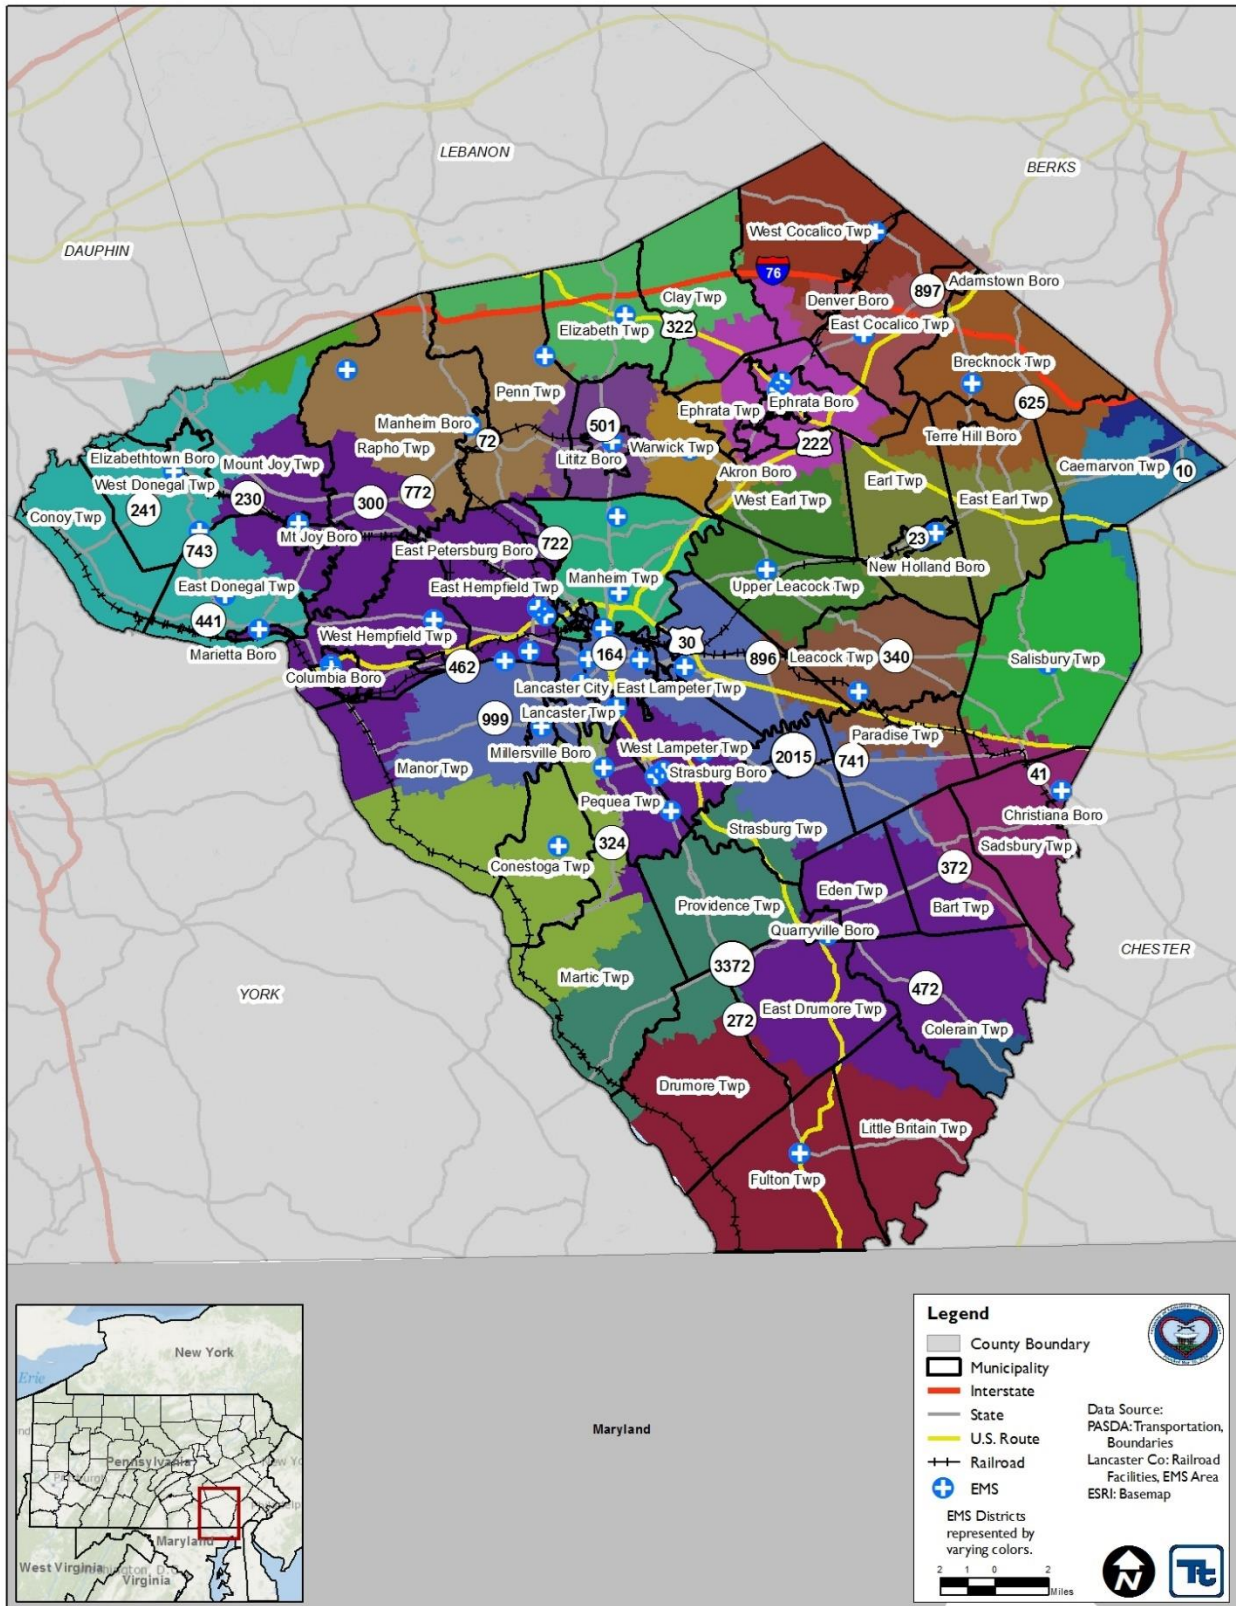 LEBANON
BERKS
DAUPHIN
West Cocalico Twp
76
Adamstown Boro
897
Clay Twp
Denver Boro
322
Elizabeth Twp
East Cocalico Twp
Brecknock Twp
Penn Twp
Ephrata Boro
625
Ephrata Twp
Manheim Boro
501
72
Terre Hill Boro
222
Rapho Twp
Warwick Twp
Lititz Boro
Elizabethtown Boro
Mount Joy Twp
Akron Boro
Caernarvon Twp
10
West Donegal Twp
230
772
300
West Earl Twp
Earl Twp
East Earl Twp
241
Conoy Twp
Mt Joy Boro
23
722
743
East Petersburg Boro
New Holland Boro
Manheim Twp
Upper Leacock Twp
East Donegal Twp
East Hempfield Twp
441
West Hempfield Twp
30
164
896
Leacock Twp
340
Marietta Boro
462
Salisbury Twp
Columbia Boro
Lancaster City
East Lampeter Twp
Lancaster Twp
999
Paradise Twp
Millersville Boro
West Lampeter Twp
2015
741
Manor Twp
Strasburg Boro
41
Pequea Twp
Christiana Boro
Strasburg Twp
324
Sadsbury Twp
Conestoga Twp
372
Eden Twp
Bart Twp
Providence Twp
Quarryville Boro
CHESTER
3372
Martic Twp
472
YORK
East Drumore Twp
272
Colerain Twp
Drumore Twp
Little Britain Twp
Fulton Twp
Maryland
New York
Erie
Pennsylvania
Maryland
West Virginia
Virginia
Legend
County Boundary
Municipality
Interstate
State
U.S. Route
Railroad
EMS
EMS Districts
represented by
varying colors.
Data Source:
PASDA: Transportation,
Boundaries
Lancaster Co: Railroad
Facilities, EMS Area
ESRI: Basemap
2 1 0 2
Miles
N
Tt